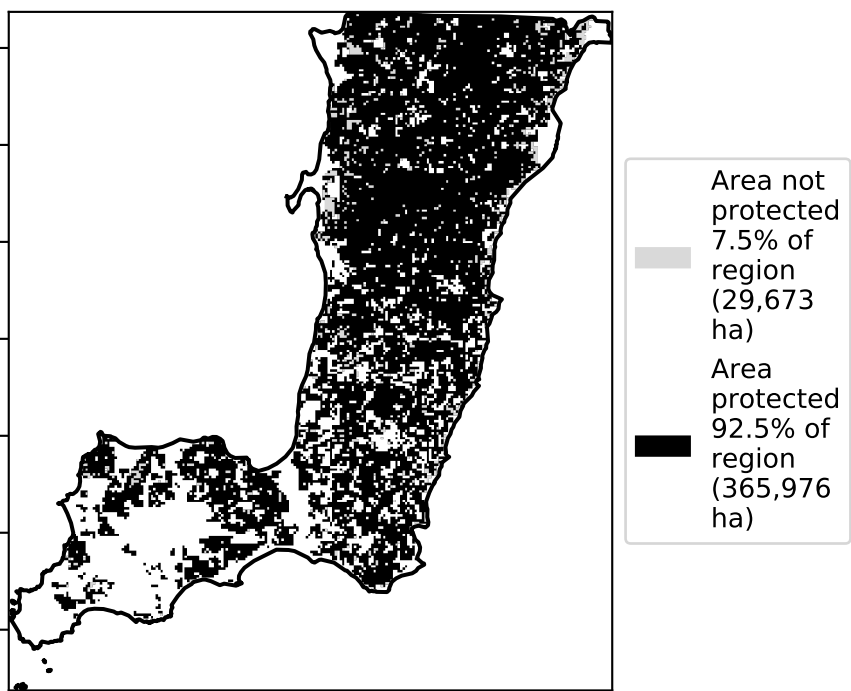 Area not
protected
7.5% of
region
(29,673
ha)
Area
protected
92.5% of
region
(365,976
ha)